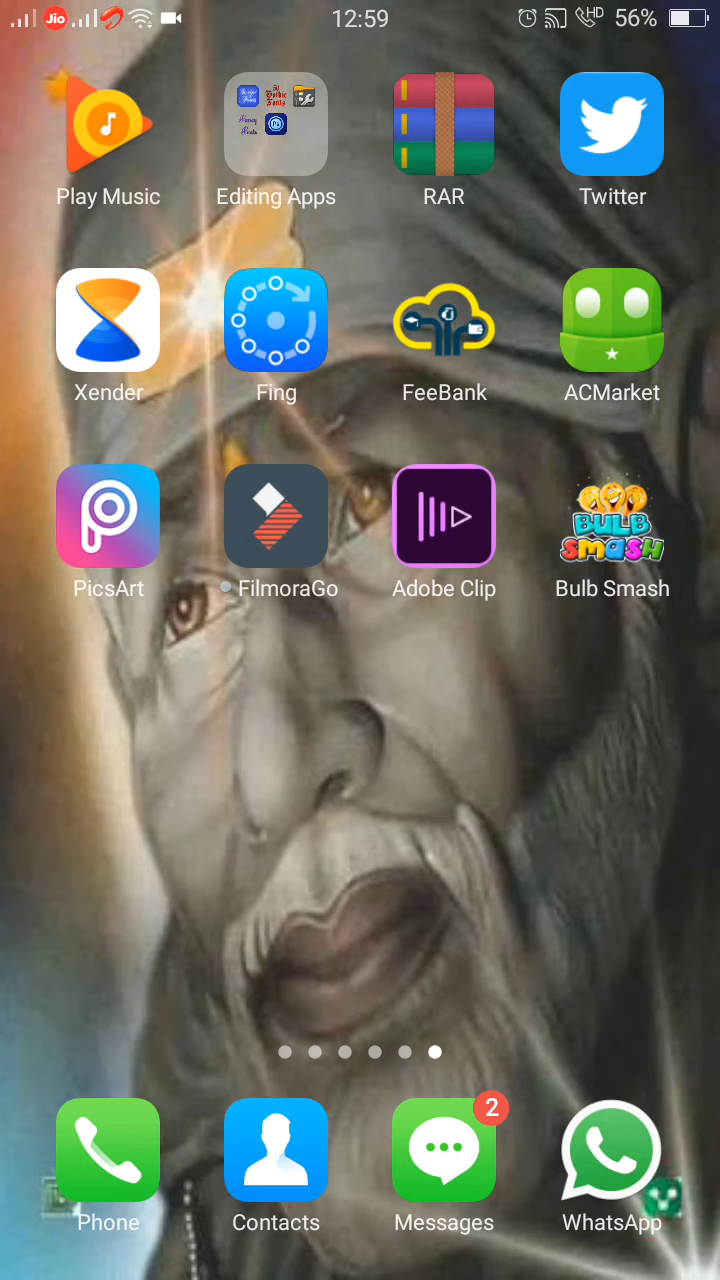 Jio 12:59 HD 56%
Play Music Editing Apps RAR Twitter
Xender Fing FeeBank ACMarket
BULB
SMASH
PicsArt FilmoraGo Adobe Clip Bulb Smash
2
Phone Contacts Messages WhatsApp